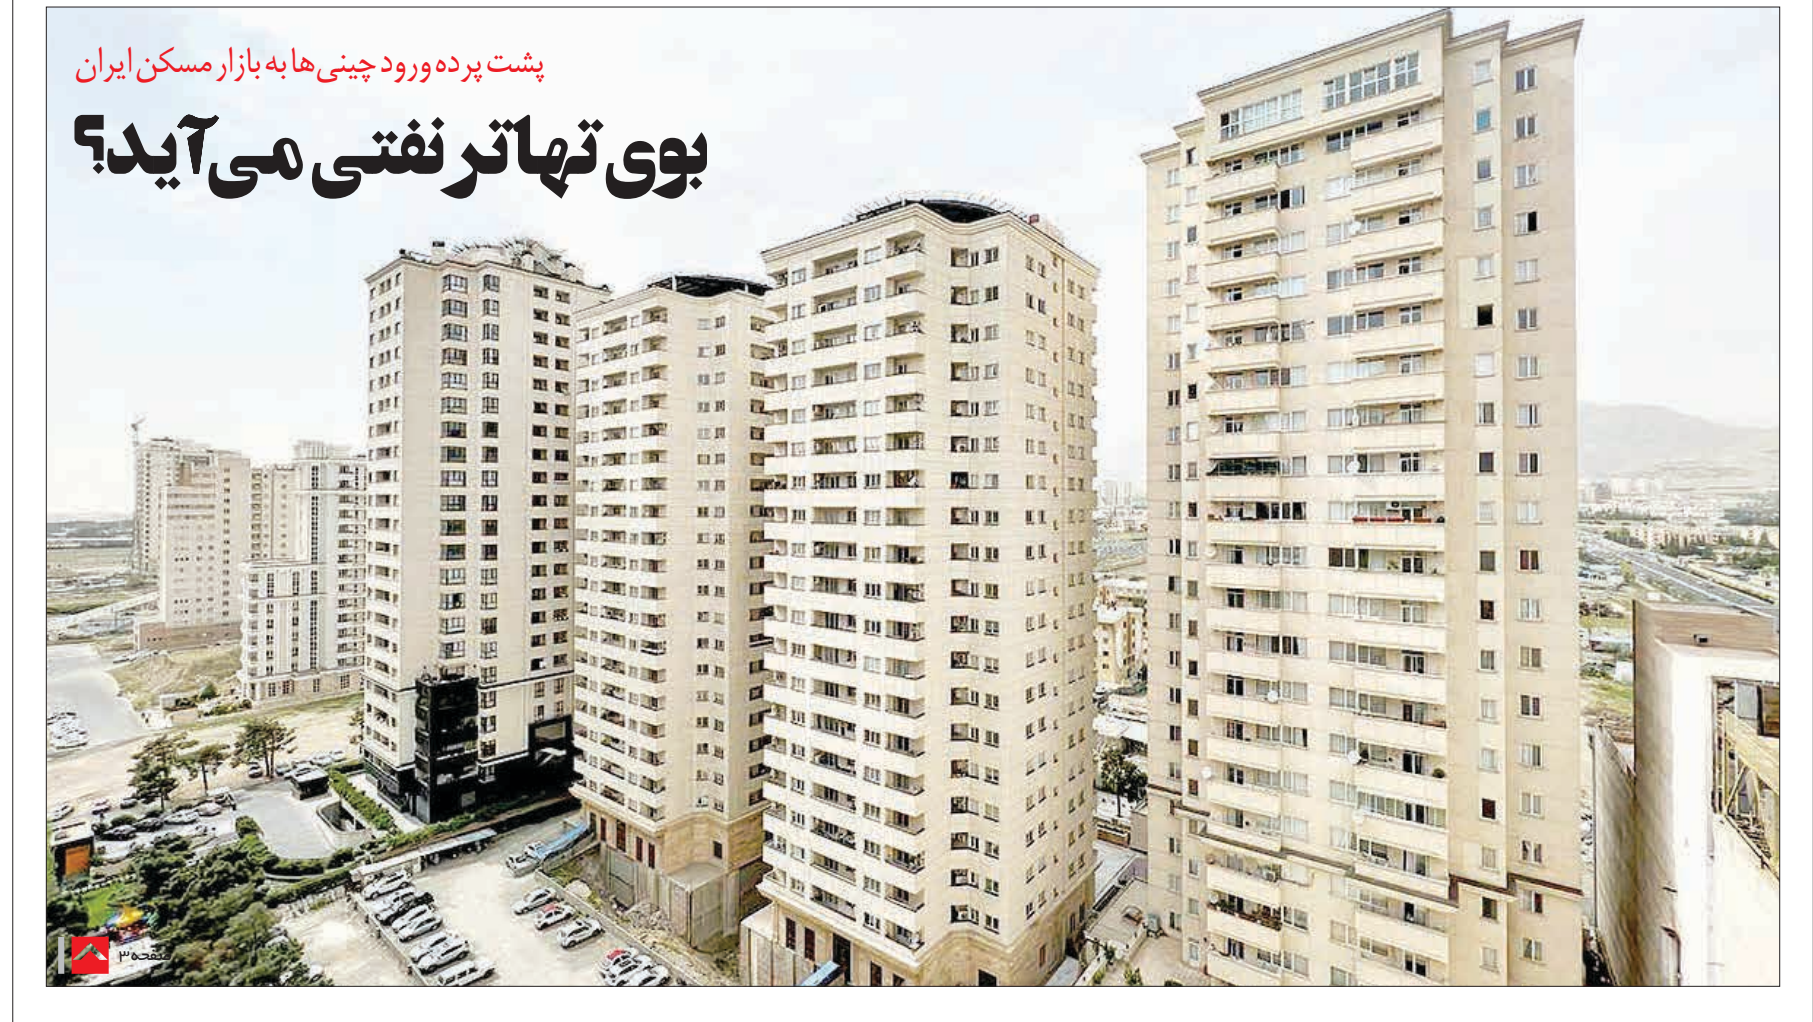 پشت پرده ورود چینی‌ها به بازار مسکن ایران
بوی تهاتر نفتی می‌آید؟
صفحه ۳